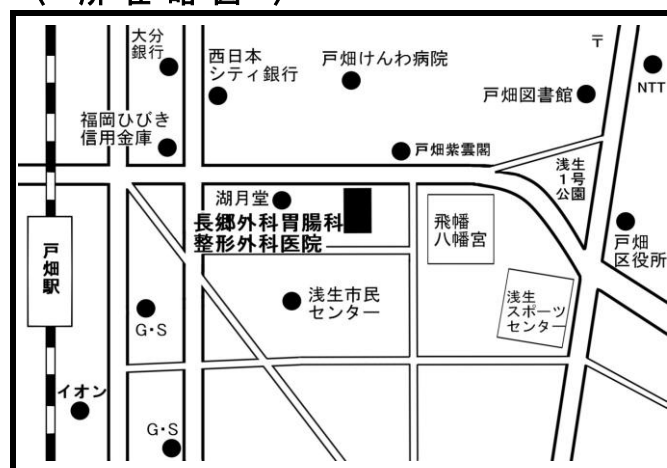 ( 所 在 略 図 )
大分
銀行
西日本
シティ銀行
戸畑けんわ病院
〒
戸畑図書館
NTT
福岡ひびき
信用金庫
戸畑紫雲閣
浅生
1号
公園
湖月堂
長郷外科胃腸科
整形外科医院
飛幡
八幡宮
戸畑
区役所
戸畑駅
浅生市民
センター
浅生
スポーツ
センター
G・S
イオン
G・S